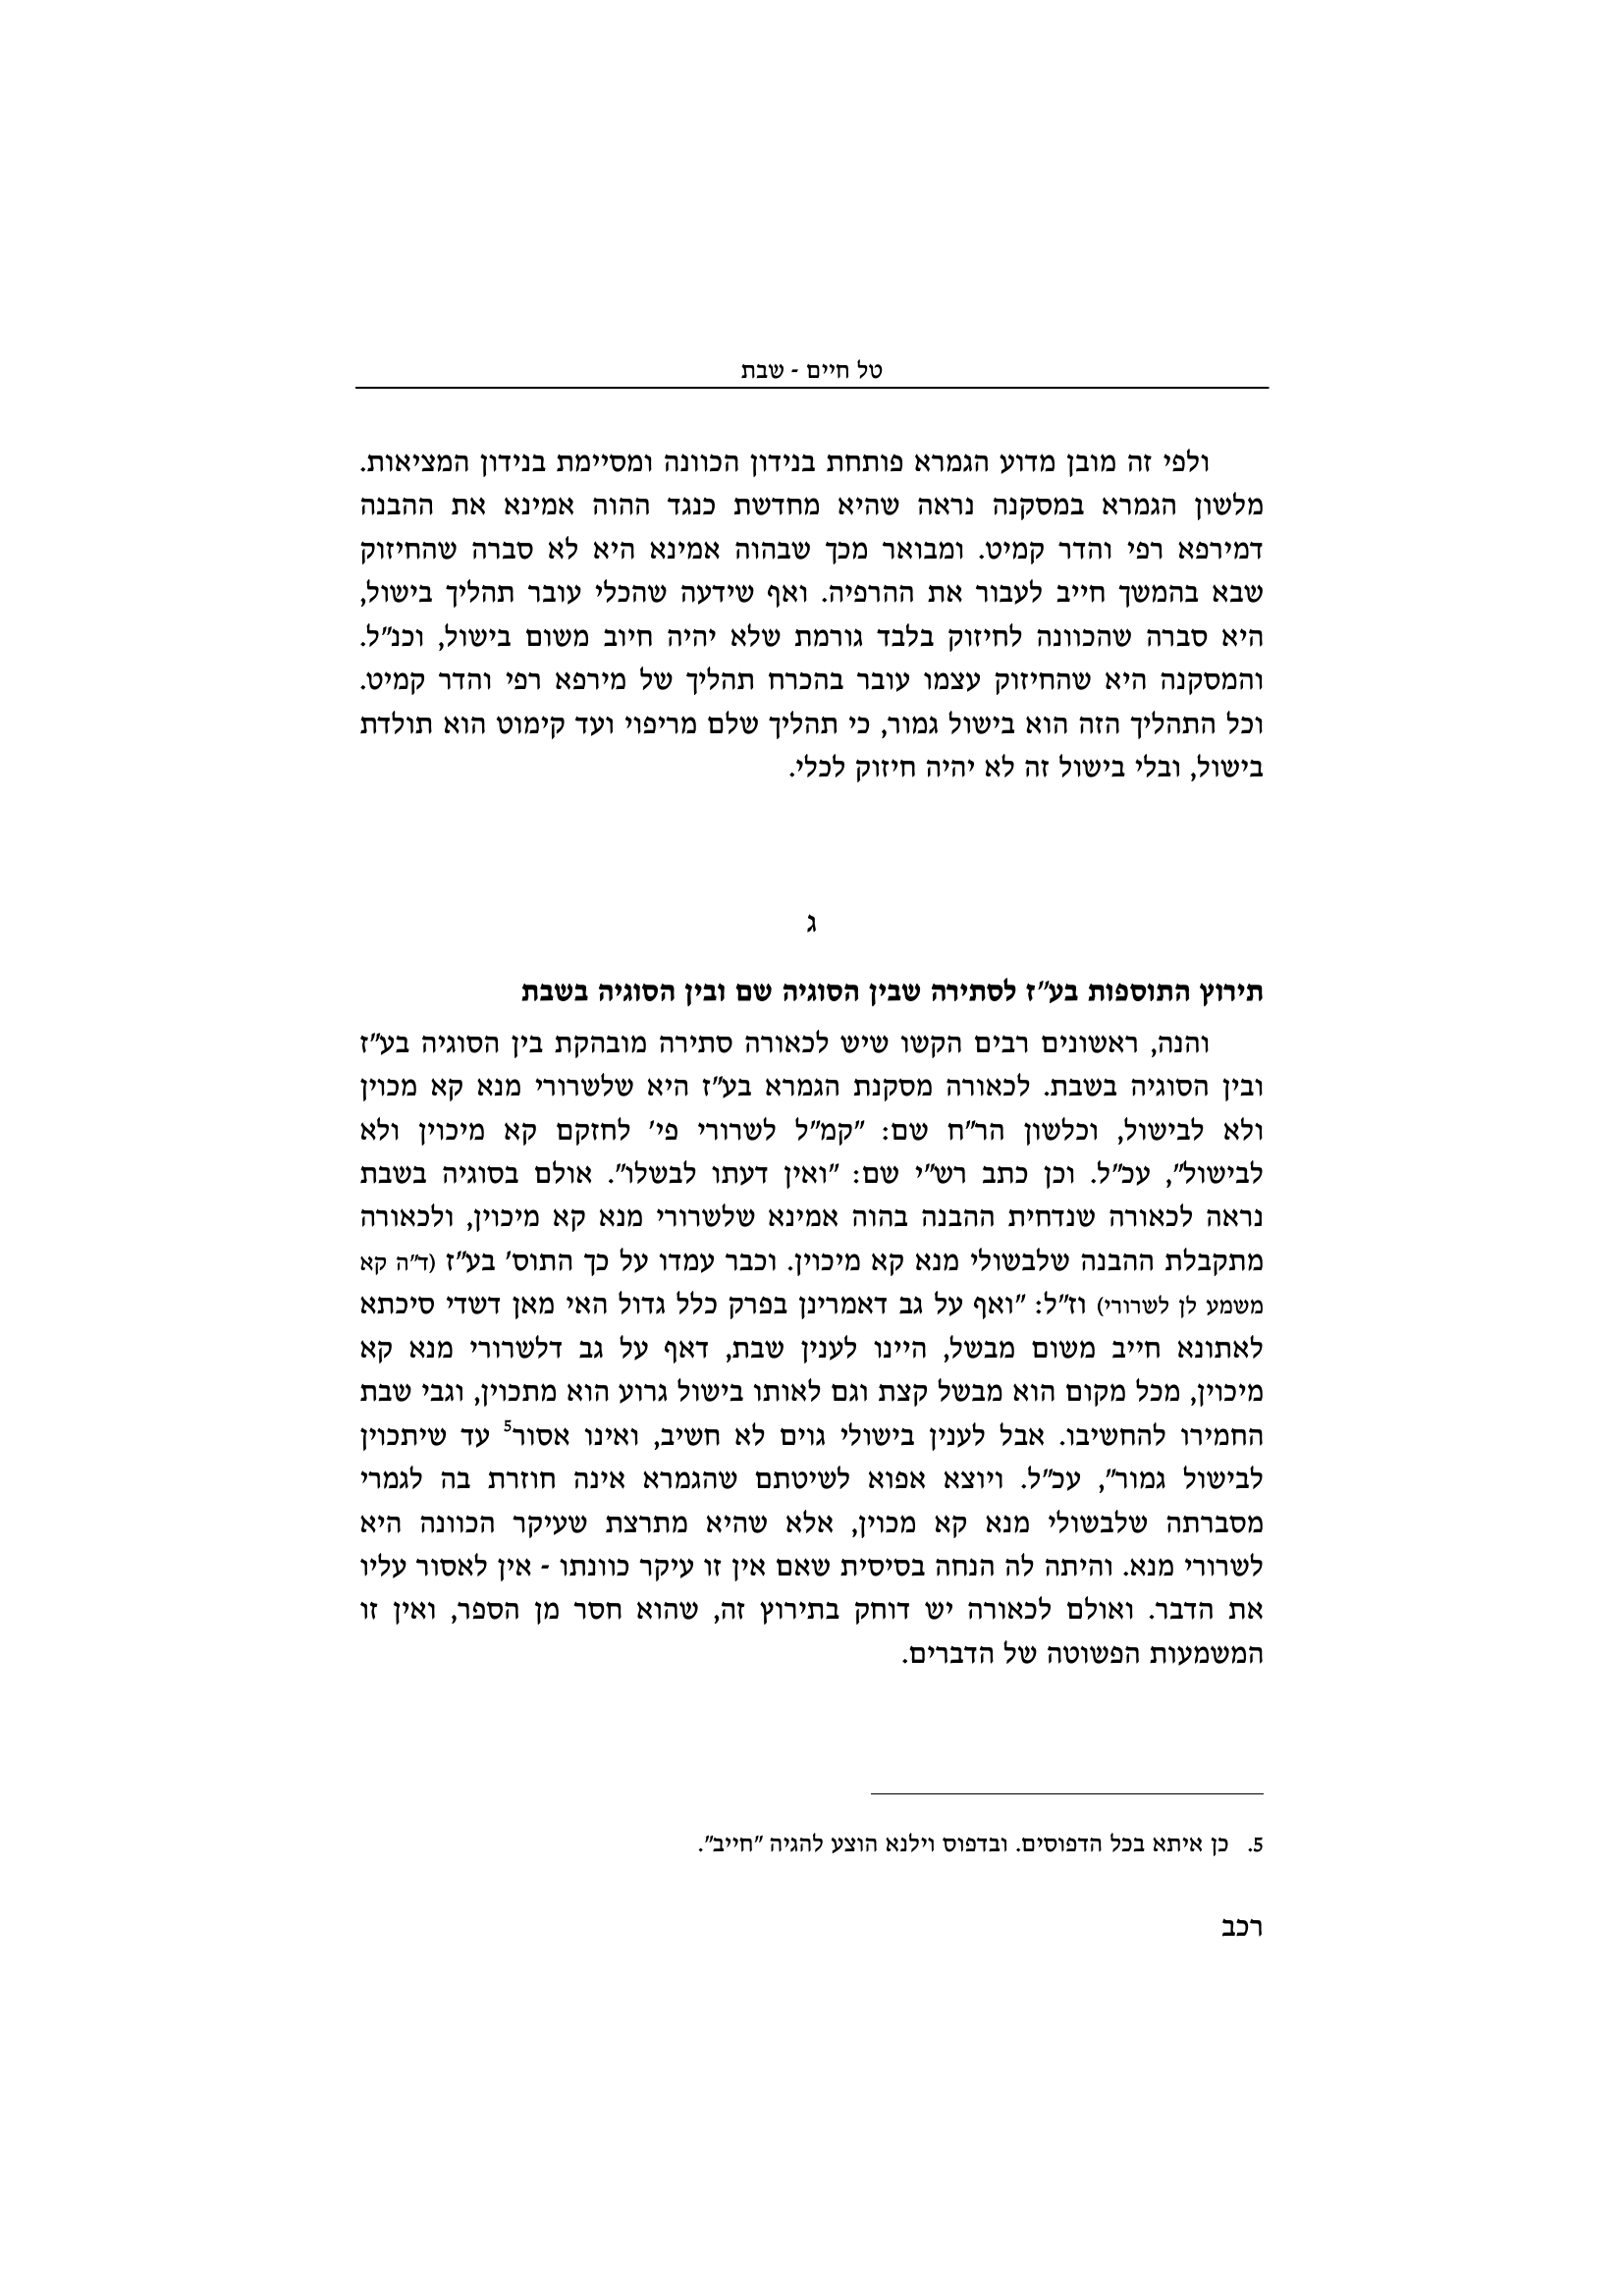 טל חיים - שבת
ולפי זה מובן מדוע הגמרא פותחת בנידון הכוונה ומסיימת בנידון המציאות.
מלשון הגמרא במסקנה נראה שהיא מחדשת כנגד ההוה אמינא את ההבנה
דמירפא רפי והדר קמיט. ומבואר מכך שבהוה אמינא היא לא סברה שהחיזוק
שבא בהמשך חייב לעבור את ההרפיה. ואף שידעה שהכלי עובר תהליך בישול,
היא סברה שהכוונה לחיזוק בלבד גורמת שלא יהיה חיוב משום בישול, וכנ״ל.
והמסקנה היא שהחיזוק עצמו עובר בהכרח תהליך של מירפא רפי והדר קמיט.
וכל התהליך הזה הוא בישול גמור, כי תהליך שלם מריפוי ועד קימוט הוא תולדת
בישול, ובלי בישול זה לא יהיה חיזוק לכלי.
ג
תירוץ התוספות בע״ז לסתירה שבין הסוגיה שם ובין הסוגיה בשבת
והנה, ראשונים רבים הקשו שיש לכאורה סתירה מובהקת בין הסוגיה בע״ז
ובין הסוגיה בשבת. לכאורה מסקנת הגמרא בע״ז היא שלשרורי מנא קא מכוין
ולא לבישול, וכלשון הר״ח שם: ״קמ״ל לשרורי פי׳ לחזקם קא מיכוין ולא
לבישול״, עכ״ל. וכן כתב רש״י שם: ״ואין דעתו לבשלו״. אולם בסוגיה בשבת
נראה לכאורה שנדחית ההבנה בהוה אמינא שלשרורי מנא קא מיכוין, ולכאורה
מתקבלת ההבנה שלבשולי מנא קא מיכוין. וכבר עמדו על כך התוס׳ בע״ז (ד״ה קא
משמע לן לשרורי) וז״ל: ״ואף על גב דאמרינן בפרק כלל גדול האי מאן דשדי סיכתא
לאתונא חייב משום מבשל, היינו לענין שבת, דאף על גב דלשרורי מנא קא
מיכוין, מכל מקום הוא מבשל קצת וגם לאותו בישול גרוע הוא מתכוין, וגבי שבת
החמירו להחשיבו. אבל לענין בישולי גוים לא חשיב, ואינו אסור5 עד שיתכוין
לבישול גמור״, עכ״ל. ויוצא אפוא לשיטתם שהגמרא אינה חוזרת בה לגמרי
מסברתה שלבשולי מנא קא מכוין, אלא שהיא מתרצת שעיקר הכוונה היא
לשרורי מנא. והיתה לה הנחה בסיסית שאם אין זו עיקר כוונתו - אין לאסור עליו
את הדבר. ואולם לכאורה יש דוחק בתירוץ זה, שהוא חסר מן הספר, ואין זו
המשמעות הפשוטה של הדברים.
5. כן איתא בכל הדפוסים. ובדפוס וילנא הוצע להגיה ״חייב״.
רכב